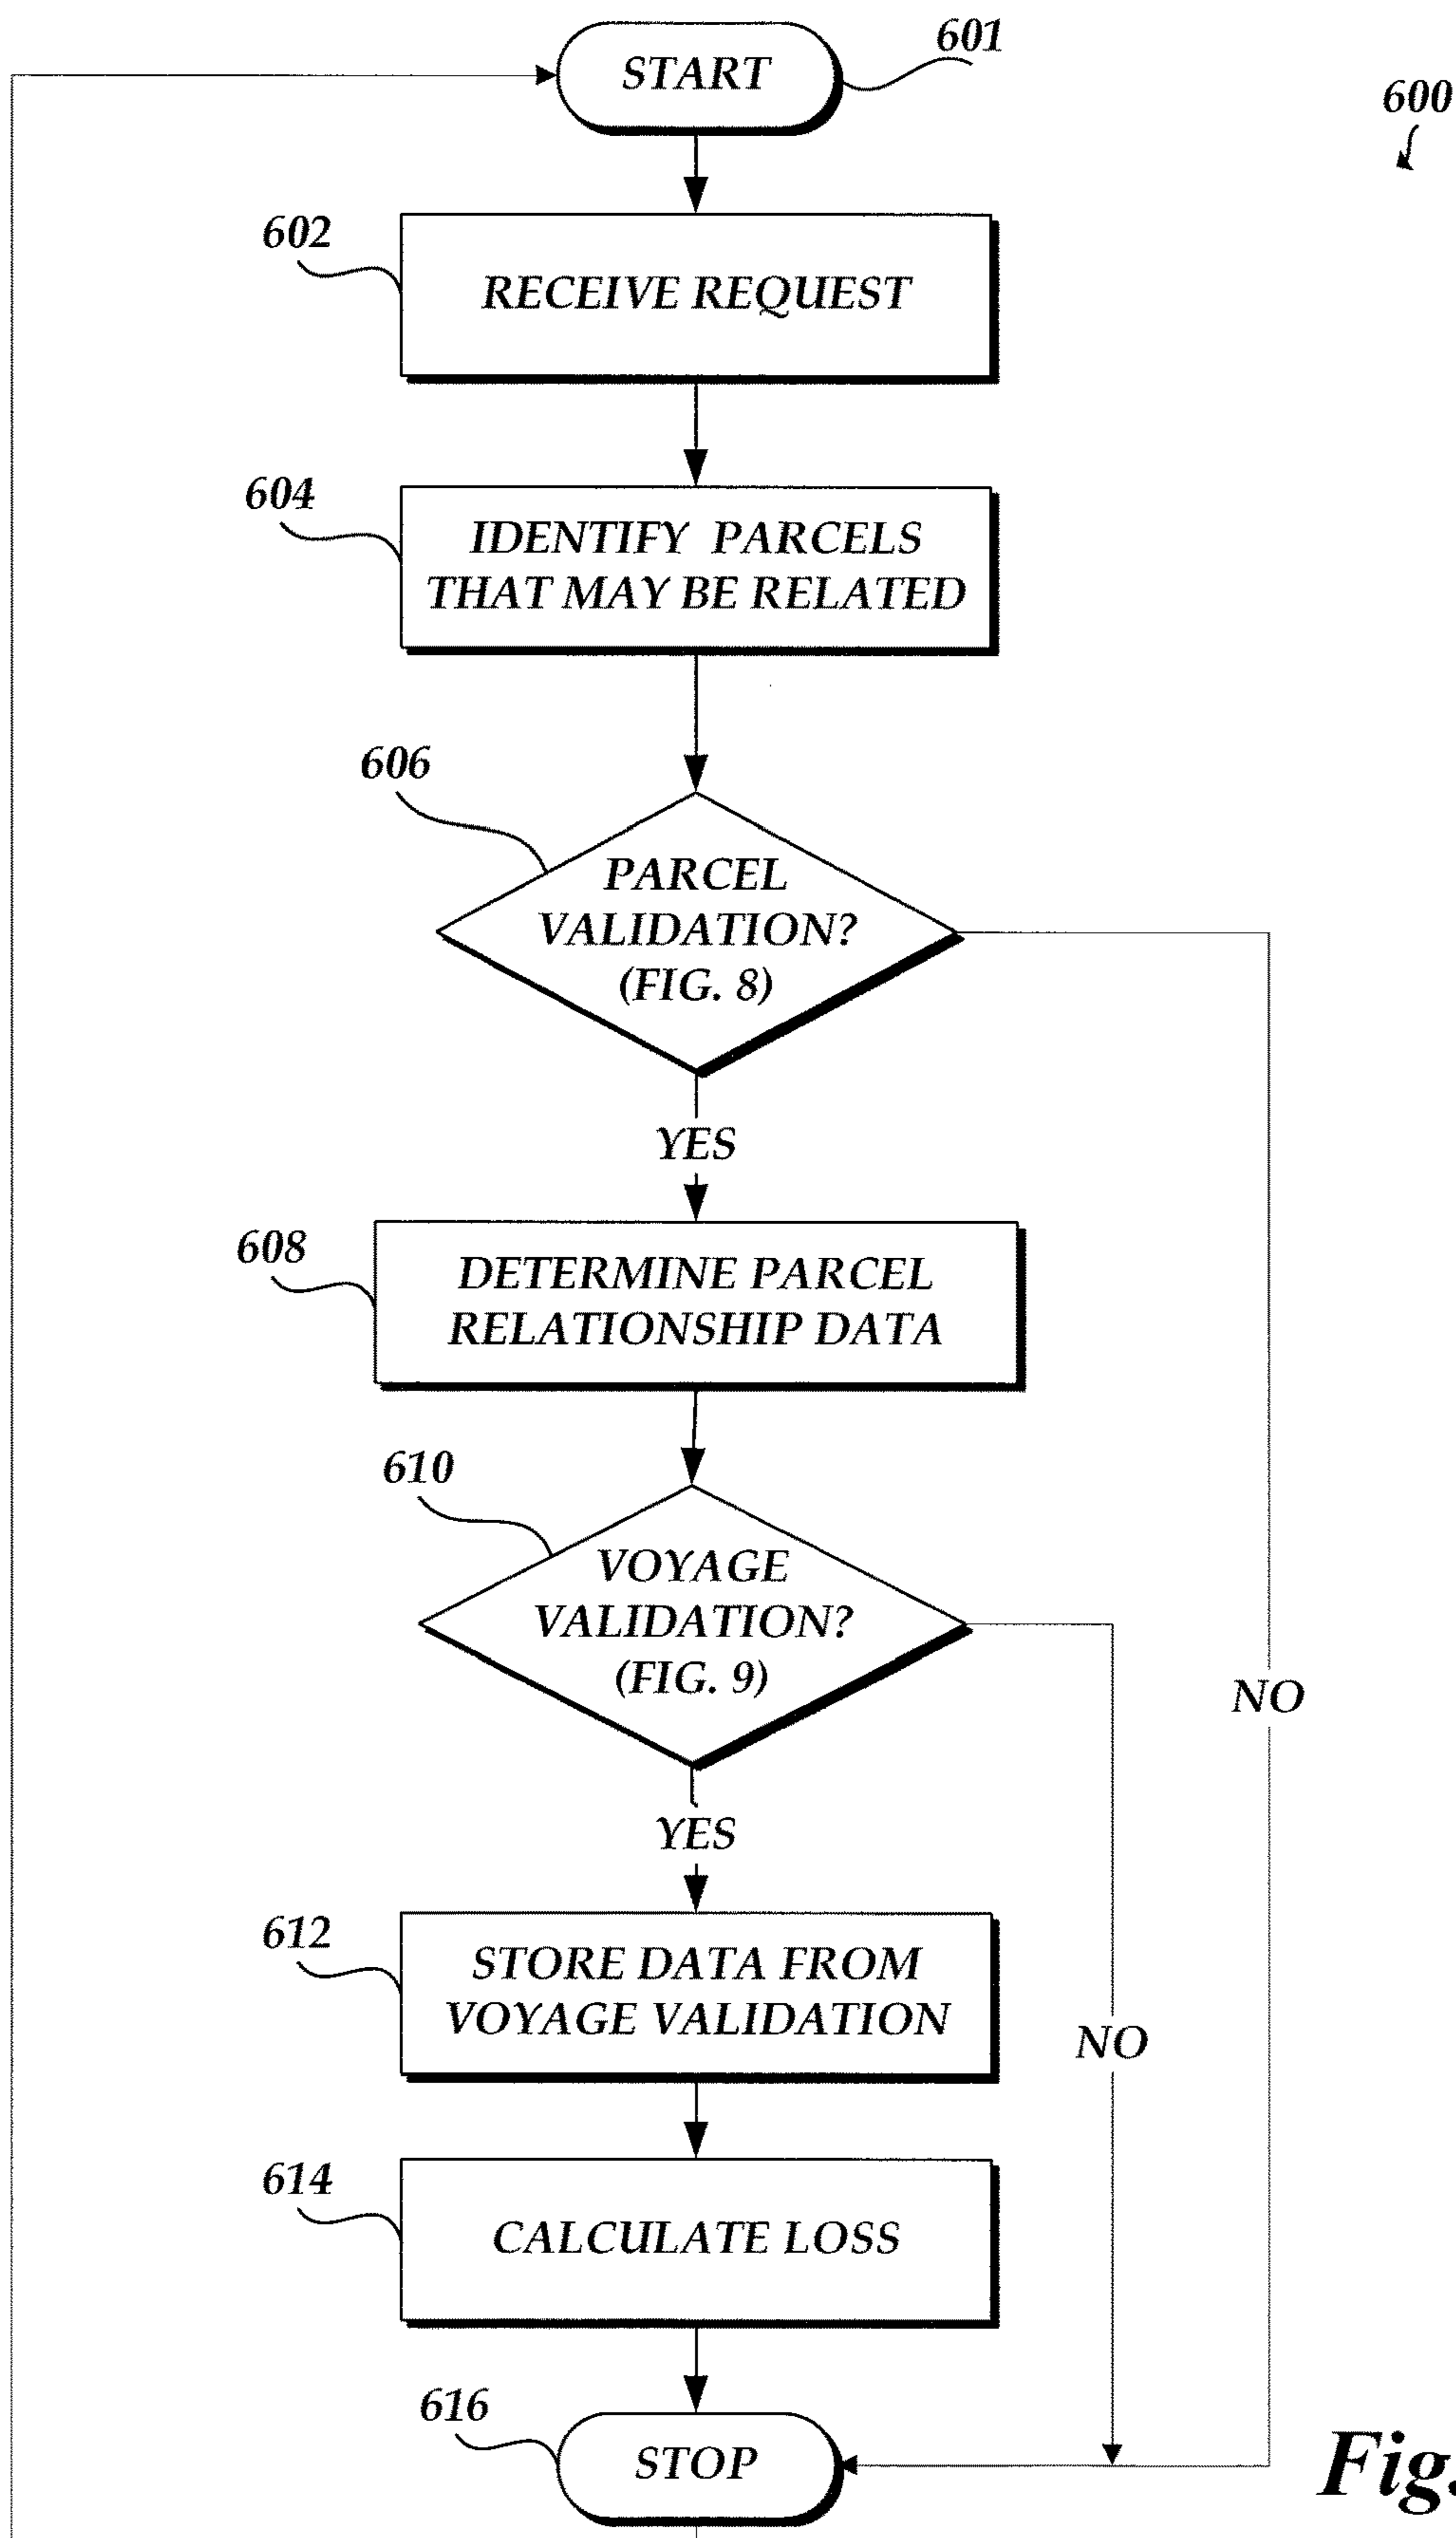 START
601
600
602
RECEIVE REQUEST
604
IDENTIFY PARCELS
THAT MAY BE RELATED
606
PARCEL
VALIDATION?
(FIG. 8)
YES
608
DETERMINE PARCEL
RELATIONSHIP DATA
610
VOYAGE
VALIDATION?
(FIG. 9)
NO
YES
612
STORE DATA FROM
VOYAGE VALIDATION
NO
614
CALCULATE LOSS
616
STOP
Fig.